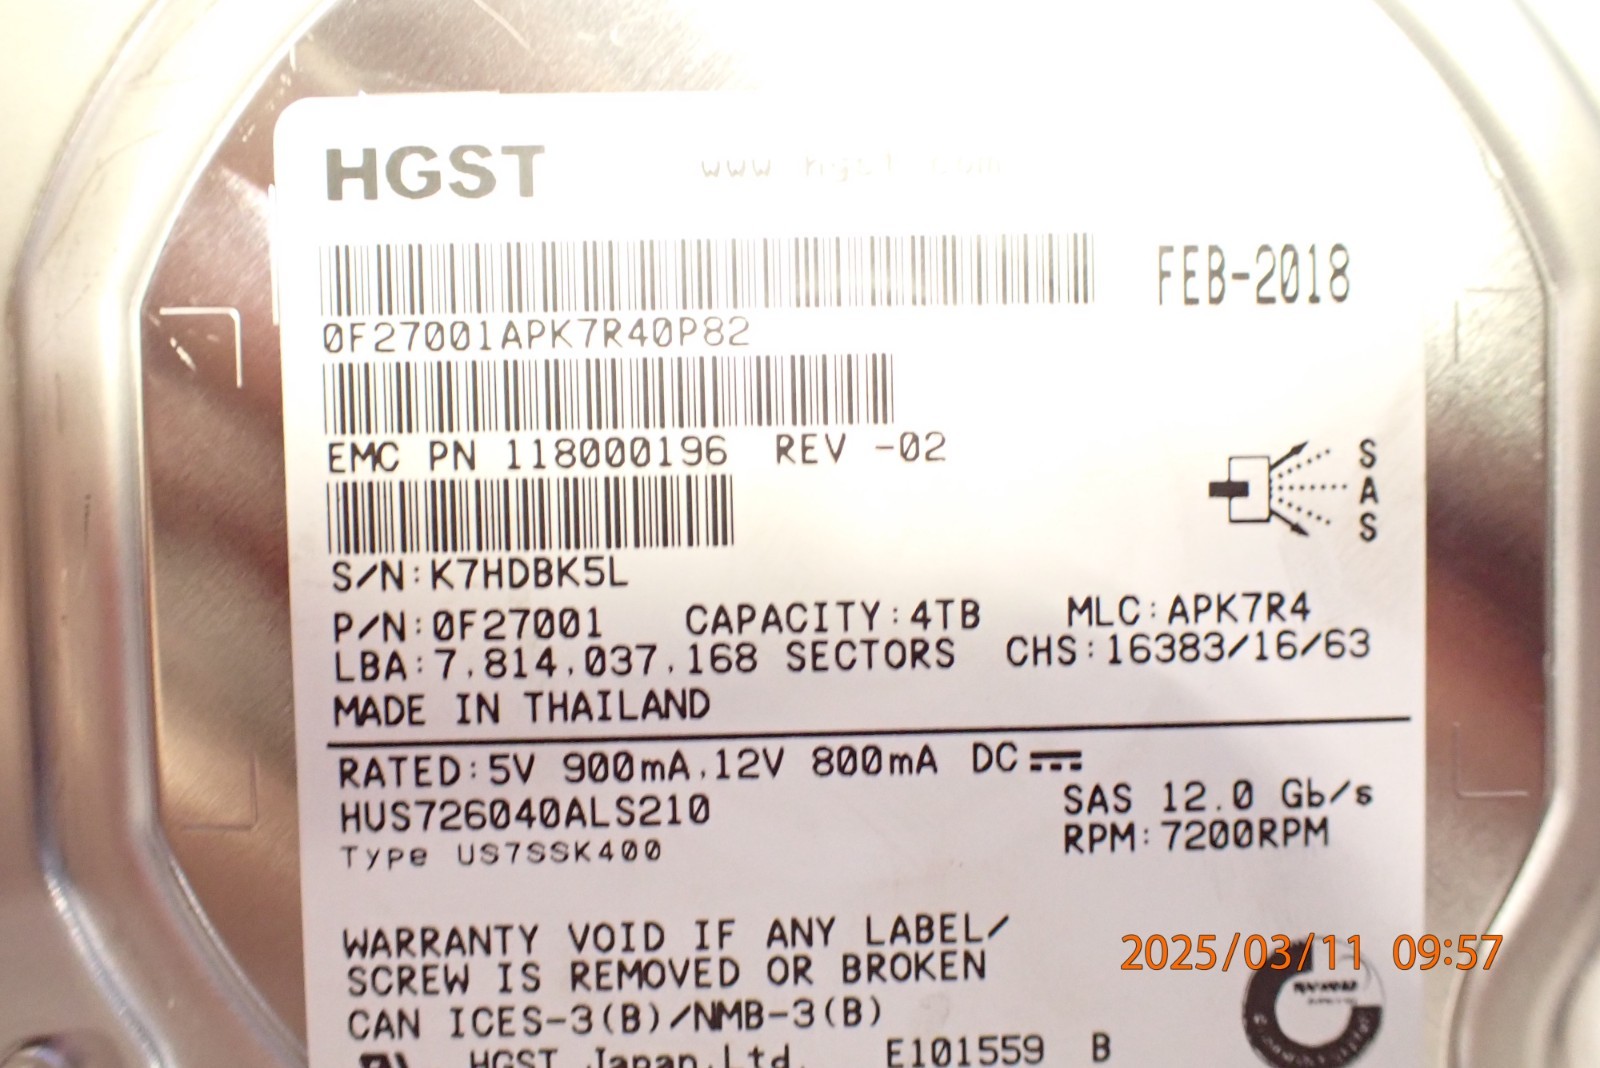 HGST www.hgst.com
FEB-2018
0F27001APK7R40P82
EMC PN 118000196 REV -02
S
A
S
S/N:K7HDBK5L
P/N:0F27001 CAPACITY:4TB MLC:APK7R4
LBA:7,814,037,168 SECTORS CHS:16383/16/63
MADE IN THAILAND
RATED:5V 900mA,12V 800mA DC
HUS726040ALS210
SAS 12.0 Gb/s
Type US7SSK400
RPM:7200RPM
WARRANTY VOID IF ANY LABEL/
SCREW IS REMOVED OR BROKEN
2025/03/11 09:57
CAN ICES-3(B)/NMB-3(B)
HGST Japan,Ltd. E101559 B